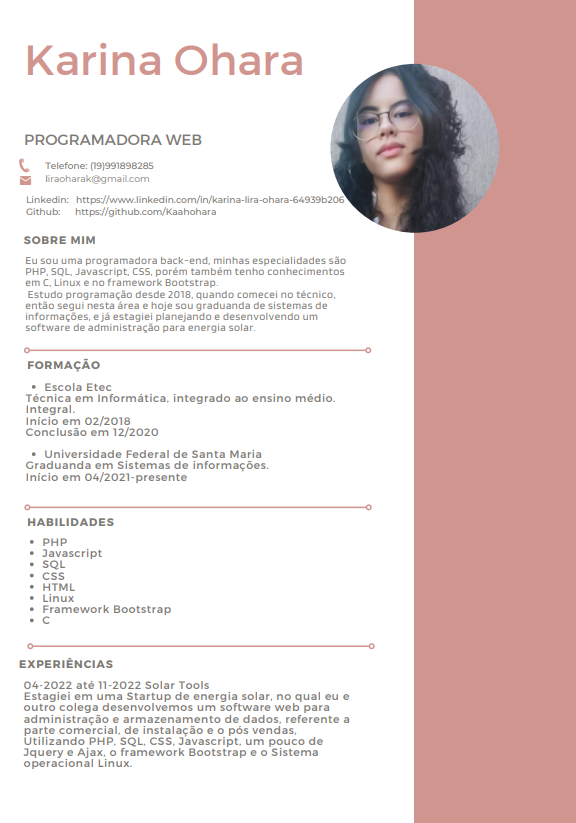 Karina Ohara
PROGRAMADORA WEB
Telefone: (19)991898285
liraoharak@gmail.com
Linkedin: https://www.linkedin.com/in/karina-lira-ohara-64939b206
Github: https://github.com/Kaahohara
SOBRE MIM
Eu sou uma programadora back-end, minhas especialidades são
PHP, SQL, Javascript, CSS, porém também tenho conhecimentos
em C, Linux e no framework Bootstrap.
Estudo programação desde 2018, quando comecei no técnico,
então segui nesta área e hoje sou graduanda de sistemas de
informações, e já estagiei planejando e desenvolvendo um
software de administração para energia solar.
FORMAÇÃO
• Escola Etec
Técnica em Informática, integrado ao ensino médio.
Integral.
Início em 02/2018
Conclusão em 12/2020
• Universidade Federal de Santa Maria
Graduanda em Sistemas de informações.
Início em 04/2021-presente
HABILIDADES
• PHP
• Javascript
• SQL
• CSS
• HTML
• Linux
• Framework Bootstrap
• C
EXPERIÊNCIAS
04-2022 até 11-2022 Solar Tools
Estagiei em uma Startup de energia solar, no qual eu e
outro colega desenvolvemos um software web para
administração e armazenamento de dados, referente a
parte comercial, de instalação e o pós vendas,
Utilizando PHP, SQL, CSS, Javascript, um pouco de
Jquery e Ajax, o framework Bootstrap e o Sistema
operacional Linux.